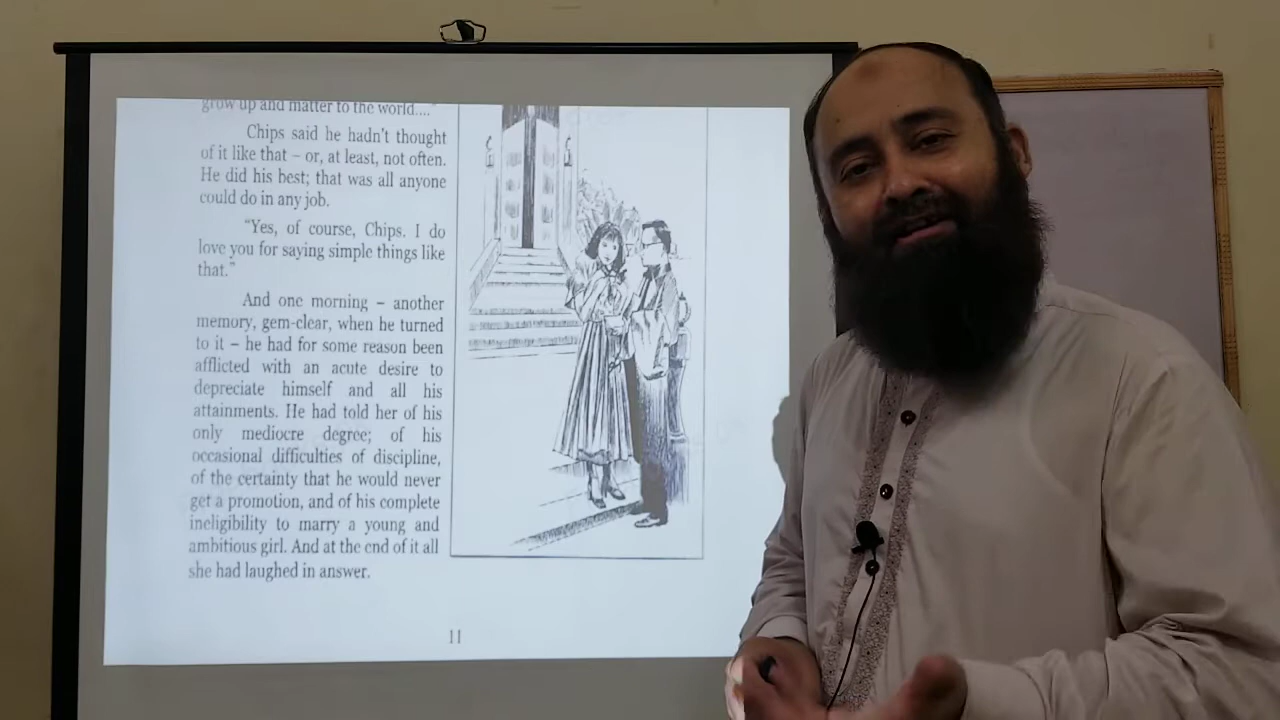 grow up and matter to the world...."
Chips said he hadn't thought
of it like that – or, at least, not often.
He did his best; that was all anyone
could do in any job.
"Yes, of course, Chips. I do
love you for saying simple things like
that."
And one morning – another
memory, gem-clear, when he turned
to it – he had for some reason been
afflicted with an acute desire to
depreciate himself and all his
attainments. He had told her of his
only mediocre degree; of his
occasional difficulties of discipline,
of the certainty that he would never
get a promotion, and of his complete
ineligibility to marry a young and
ambitious girl. And at the end of it all
she had laughed in answer.
11